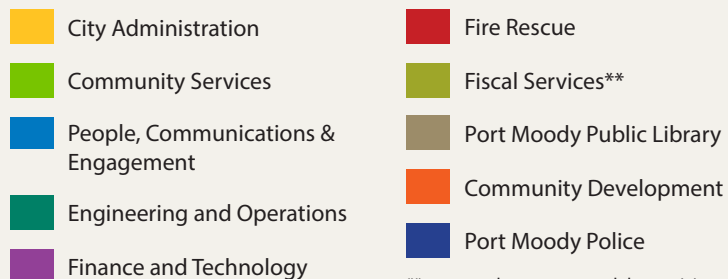 City Administration
Community Services
People, Communications &
Engagement
Engineering and Operations
Finance and Technology
Fire Rescue
Fiscal Services**
Port Moody Public Library
Community Development
Port Moody Police